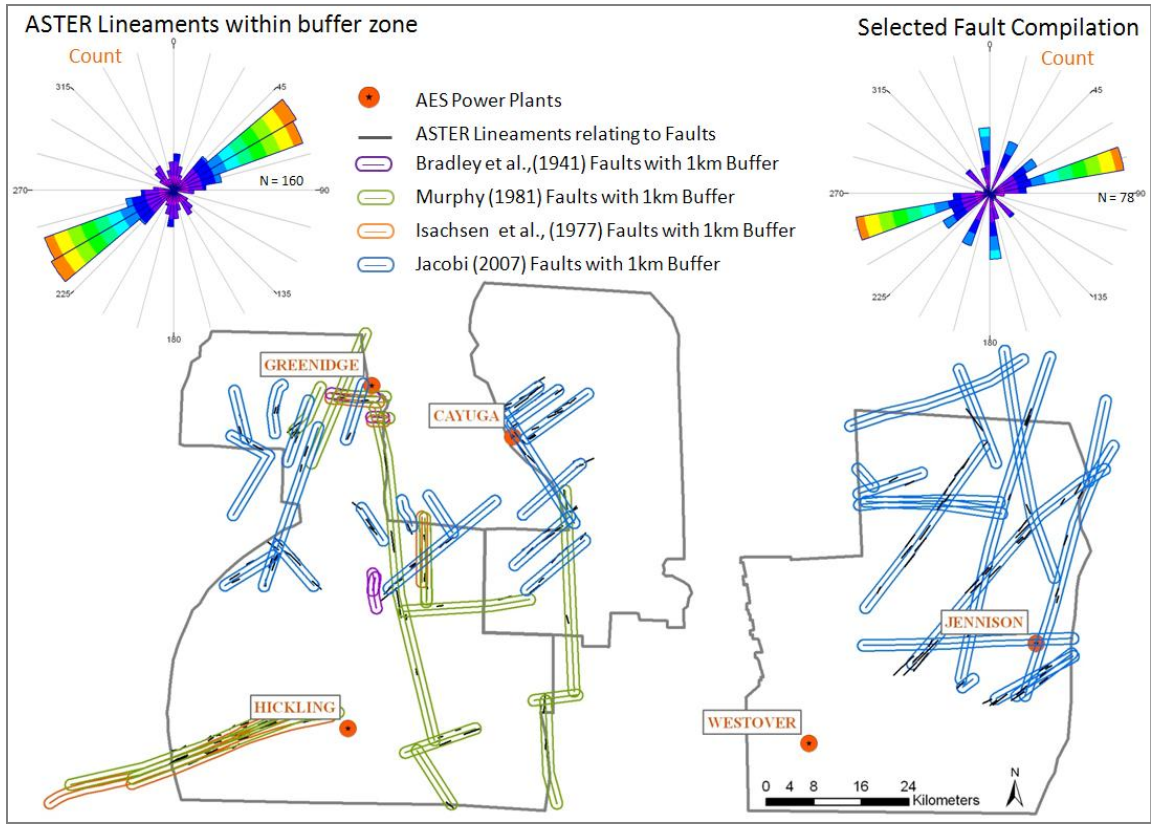 ASTER Lineaments within buffer zone
Count
0
45
90
135
180
225
270
315
N = 160
Selected Fault Compilation
Count
0
45
90
135
180
225
270
315
N = 78
AES Power Plants
ASTER Lineaments relating to Faults
Bradley et al.,(1941) Faults with 1km Buffer
Murphy (1981) Faults with 1km Buffer
Isachsen et al., (1977) Faults with 1km Buffer
Jacobi (2007) Faults with 1km Buffer
GREENIDGE
CAYUGA
JENNISON
HICKLING
WESTOVER
0 4 8 16 24
Kilometers
N